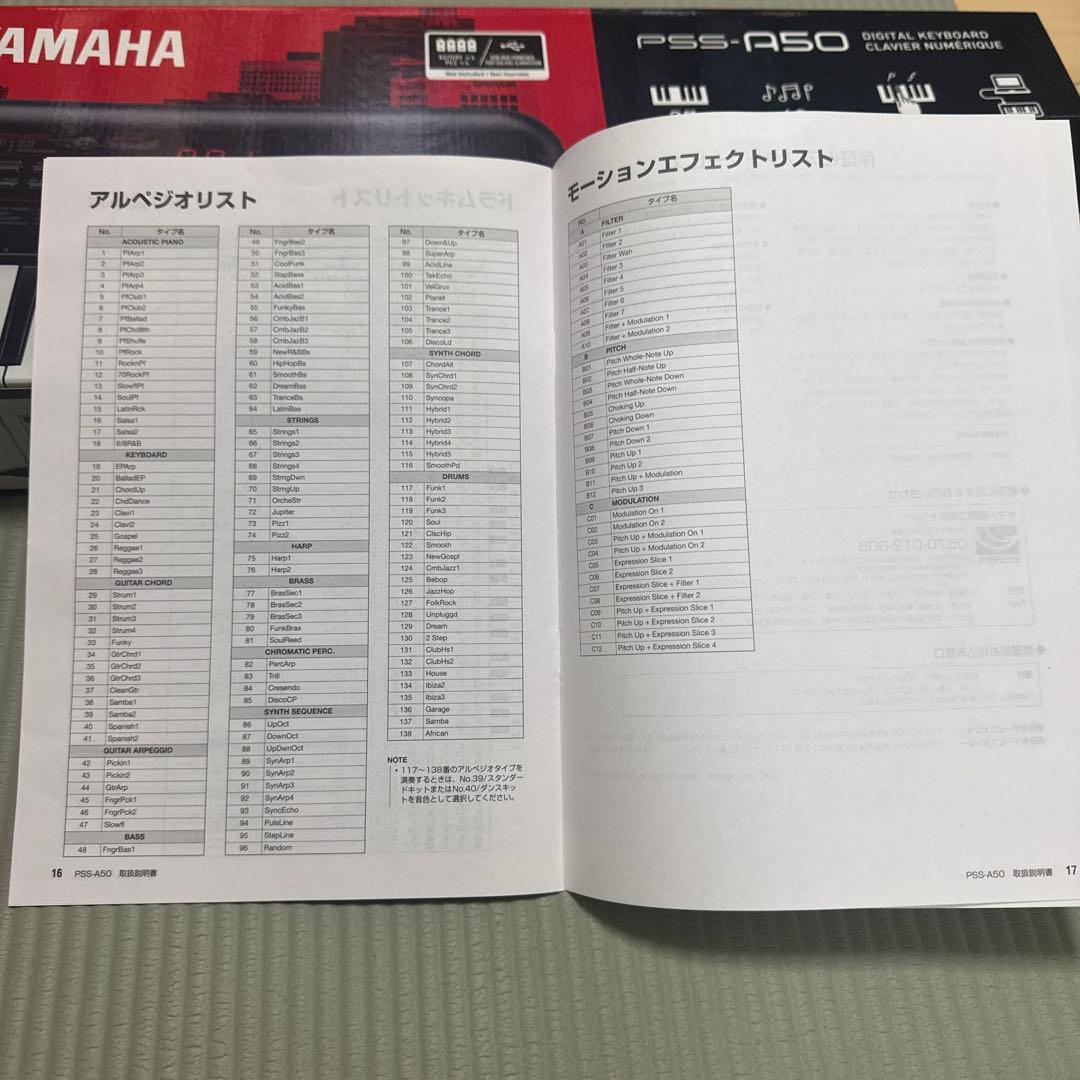 YAMAHA
BATTERY
Not included / Non fournies
PSS-A50
DIGITAL KEYBOARD
CLAVIER NUMÉRIQUE
アルペジオリスト
No. タイプ名
ACOUSTIC PIANO
1 PfArp1
2 PfArp2
3 PfArp3
4 PfArp4
5 PfClub1
6 PfClub2
7 PfBallad
8 PfChd8th
9 PfShuffle
10 PfRock
11 RocknPf
12 70RockPf
13 SlowflPf
14 SoulPf
15 LatinRck
16 Salsa1
17 Salsa2
18 6/8R&B
KEYBOARD
19 EPArp
20 BalladEP
21 ChordUp
22 ChdDance
23 Clavi1
24 Clavi2
25 Gospel
26 Reggae1
27 Reggae2
28 Reggae3
GUITAR CHORD
29 Strum1
30 Strum2
31 Strum3
32 Strum4
33 Funky
34 GtrChrd1
35 GtrChrd2
36 GtrChrd3
37 CleanGtr
38 Samba1
39 Samba2
40 Spanish1
41 Spanish2
GUITAR ARPEGGIO
42 Pickin1
43 Pickin2
44 GtrArp
45 FngrPck1
46 FngrPck2
47 Slowfl
BASS
48 FngrBas1
No. タイプ名
49 FngrBas2
50 FngrBas3
51 CoolFunk
52 SlapBass
53 AcidBas1
54 AcidBas2
55 FunkyBas
56 CmbJazB1
57 CmbJazB2
58 CmbJazB3
59 NewR&BBs
60 HipHopBs
61 SmoothBs
62 DreamBas
63 TranceBs
64 LatinBas
STRINGS
65 Strings1
66 Strings2
67 Strings3
68 Strings4
69 StrngDwn
70 StrngUp
71 OrcheStr
72 Jupiter
73 Pizz1
74 Pizz2
HARP
75 Harp1
76 Harp2
BRASS
77 BrasSec1
78 BrasSec2
79 BrasSec3
80 FunkBras
81 SoulReed
CHROMATIC PERC.
82 PercArp
83 Trill
84 Cresendo
85 DiscoCP
SYNTH SEQUENCE
86 UpOct
87 DownOct
88 UpDwnOct
89 SynArp1
90 SynArp2
91 SynArp3
92 SynArp4
93 SyncEcho
94 PulsLine
95 StepLine
96 Random
No. タイプ名
97 Down&Up
98 SuperArp
99 AcidLine
100 TekEcho
101 VelGruv
102 Planet
103 Trance1
104 Trance2
105 Trance3
106 DiscoLd
SYNTH CHORD
107 ChordAlt
108 SynChrd1
109 SynChrd2
110 Syncopa
111 Hybrid1
112 Hybrid2
113 Hybrid3
114 Hybrid4
115 Hybrid5
116 SmoothPd
DRUMS
117 Funk1
118 Funk2
119 Funk3
120 Soul
121 ClscHip
122 Smooth
123 NewGospl
124 CmbJazz1
125 Bebop
126 JazzHop
127 FolkRock
128 Unpluggd
129 Dream
130 2 Step
131 ClubHs1
132 ClubHs2
133 House
134 Ibiza2
135 Ibiza3
136 Garage
137 Samba
138 African
NOTE
• 117～138番のアルペジオタイプを
演奏するときは、No.39/スタンダー
ドキットまたはNo.40/ダンスキッ
トを音色として選択してください。
16 PSS-A50 取扱説明書
モーションエフェクトリスト
No. タイプ名
A FILTER
A01 Filter 1
A02 Filter 2
A03 Filter Wah
A04 Filter 3
A05 Filter 4
A06 Filter 5
A07 Filter 6
A08 Filter 7
A09 Filter + Modulation 1
A10 Filter + Modulation 2
B PITCH
B01 Pitch Whole-Note Up
B02 Pitch Half-Note Up
B03 Pitch Whole-Note Down
B04 Pitch Half-Note Down
B05 Choking Up
B06 Choking Down
B07 Pitch Down 1
B08 Pitch Down 2
B09 Pitch Up 1
B10 Pitch Up 2
B11 Pitch Up + Modulation
B12 Pitch Up 3
C MODULATION
C01 Modulation On 1
C02 Modulation On 2
C03 Pitch Up + Modulation On 1
C04 Pitch Up + Modulation On 2
C05 Expression Slice 1
C06 Expression Slice 2
C07 Expression Slice + Filter 1
C08 Expression Slice + Filter 2
C09 Pitch Up + Expression Slice 1
C10 Pitch Up + Expression Slice 2
C11 Pitch Up + Expression Slice 3
C12 Pitch Up + Expression Slice 4
PSS-A50 取扱説明書 17